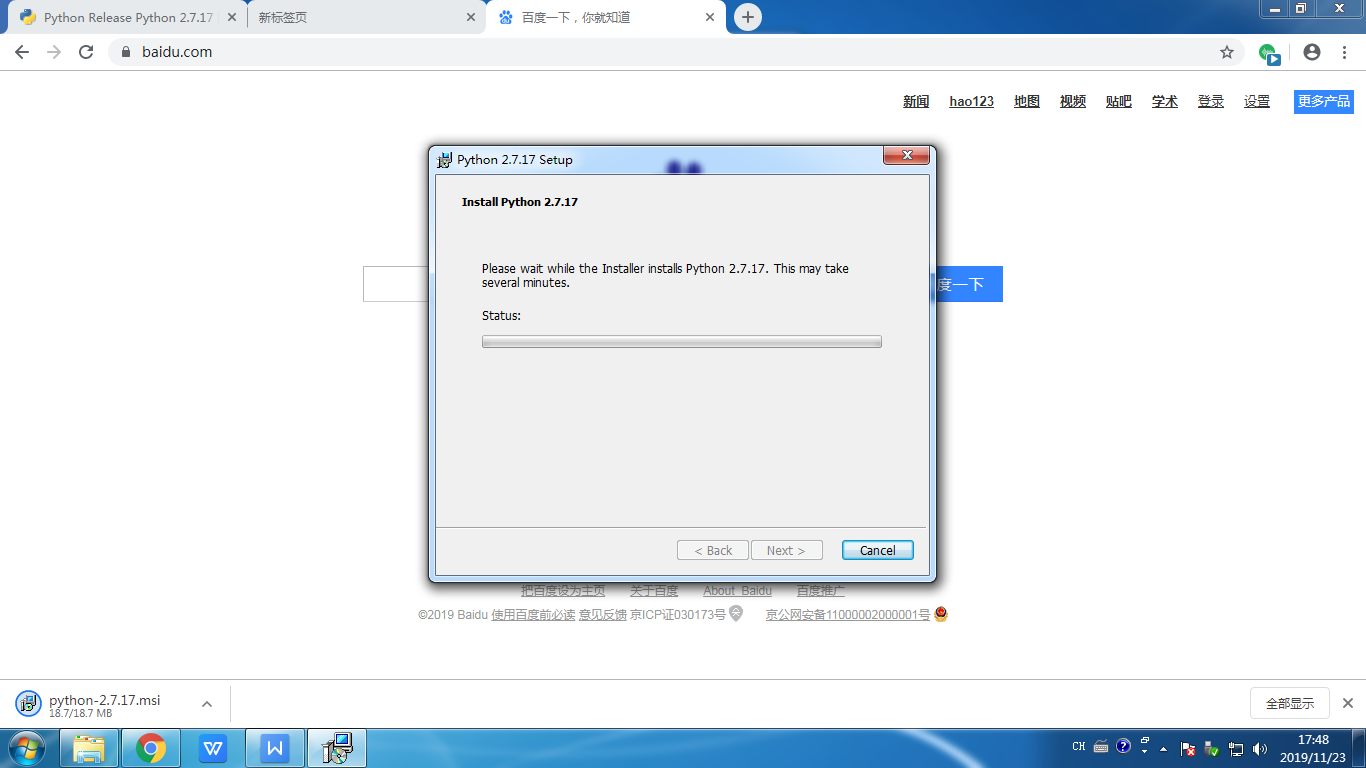 Python Release Python 2.7.17
新标签页
百度一下，你就知道
baidu.com
新闻 hao123 地图 视频 贴吧 学术 登录 设置 更多产品
Python 2.7.17 Setup
Install Python 2.7.17
Please wait while the Installer installs Python 2.7.17. This may take
several minutes.
度一下
Status:
< Back Next > Cancel
把百度设为主页 关于百度 About Baidu 百度推广
©2019 Baidu 使用百度前必读 意见反馈 京ICP证030173号 京公网安备11000002000001号
python-2.7.17.msi
18.7/18.7 MB
全部显示
CH
17:48
2019/11/23